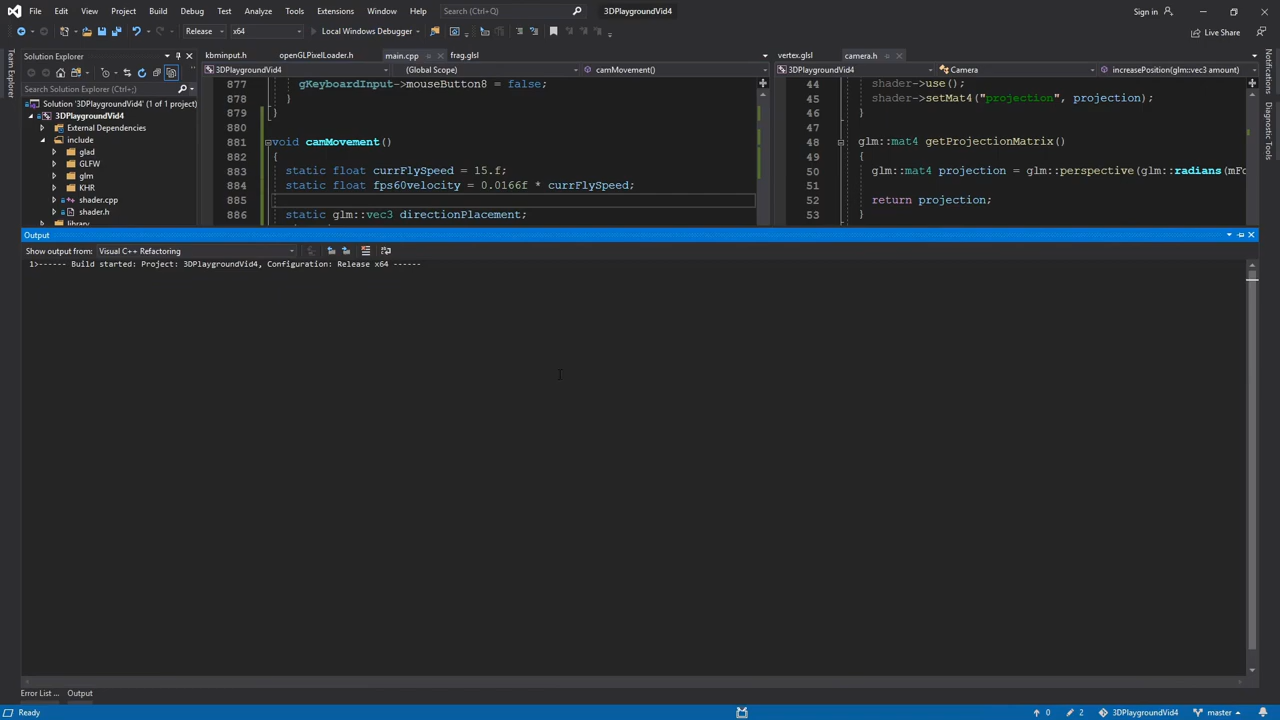 File Edit View Project Build Debug Test Analyze Tools Extensions Window Help Search (Ctrl+Q) 3DPlaygroundVid4 Sign in
Release x64 Local Windows Debugger Live Share
Team Explorer
Solution Explorer
Search Solution Explorer (Ctrl+;)
Solution '3DPlaygroundVid4' (1 of 1 project)
3DPlaygroundVid4
External Dependencies
include
glad
GLFW
glm
KHR
shader.cpp
shader.h
library
kbminput.h openGLPixelLoader.h main.cpp frag.glsl
3DPlaygroundVid4 (Global Scope) camMovement()
877 gKeyboardInput->mouseButton8 = false;
878 }
879 }
880
881 void camMovement()
882 {
883 static float currFlySpeed = 15.f;
884 static float fps60velocity = 0.0166f * currFlySpeed;
885
886 static glm::vec3 directionPlacement;
vertex.glsl camera.h
3DPlaygroundVid4 Camera increasePosition(glm::vec3 amount)
44 shader->use();
45 shader->setMat4("projection", projection);
46 }
47
48 glm::mat4 getProjectionMatrix()
49 {
50 glm::mat4 projection = glm::perspective(glm::radians(mFo
51
52 return projection;
53 }
Notifications
Diagnostic Tools
Output
Show output from: Visual C++ Refactoring
1>------ Build started: Project: 3DPlaygroundVid4, Configuration: Release x64 ------
Error List ... Output
Ready 0 2 3DPlaygroundVid4 master